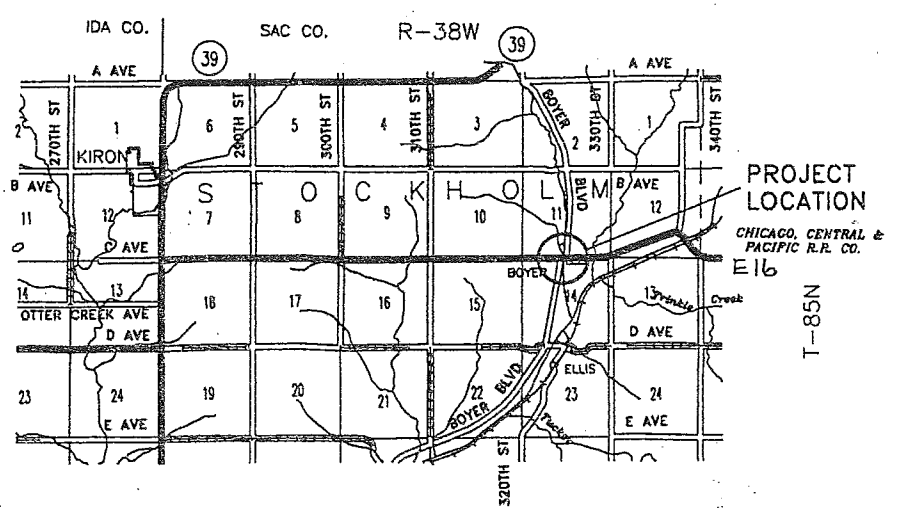 IDA CO.
SAC CO.
R-38W
39
39
A AVE
A AVE
270TH ST
290TH ST
300TH ST
310TH ST
BOYER
BLVD
330TH ST
340TH ST
2
1
6
5
4
3
2
1
KIRON
PROJECT
LOCATION
B AVE
S O C K H O L M
B AVE
11
12
7
8
9
10
11
12
CHICAGO, CENTRAL &
PACIFIC R.R. CO.
E16
AVE
BOYER
14
13
18
17
16
15
14
13
Trinkle Creek
T-85N
OTTER CREEK AVE
D AVE
D AVE
ELLIS
23
24
19
20
21
22
23
24
BOYER BLVD
E AVE
E AVE
320TH ST